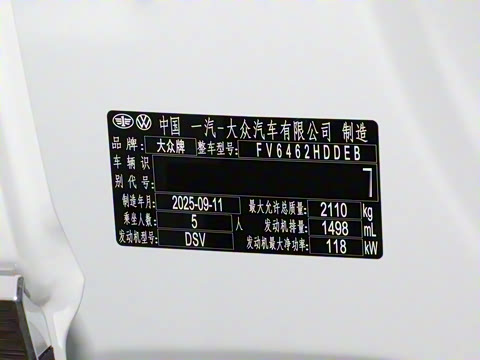 中国 一汽-大众汽车有限公司 制造
品牌: 大众牌 整车型号: FV6462HDDEB
车辆识
别代号: 7
制造年月: 2025-09-11 最大允许总质量: 2110 kg
乘坐人数: 5 人 发动机排量: 1498 mL
发动机型号: DSV 发动机最大净功率: 118 kW